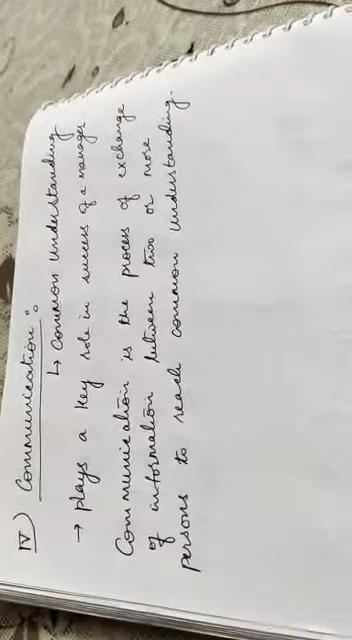 IV) Communication:
↳ Common understanding
→ plays a key role in success of a manager
Communication is the process of exchange
of information between two or more
persons to reach common understanding.